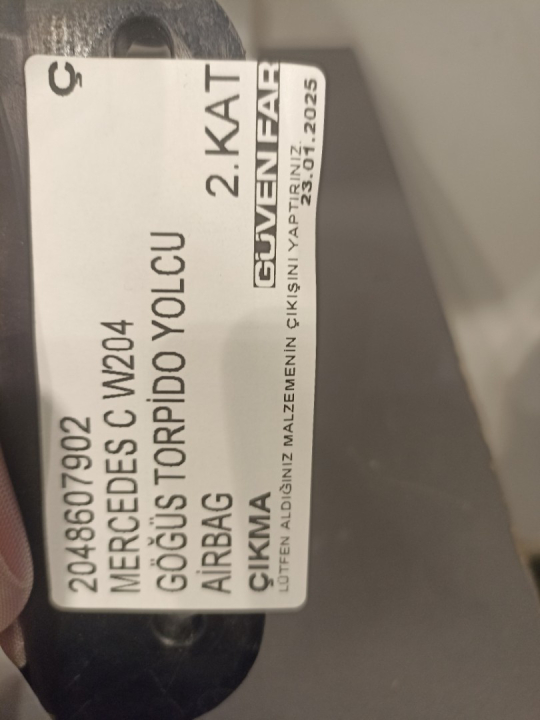 Ç
2048607902
MERCEDES C W204
GÖĞÜS TORPİDO YOLCU
AİRBAG
2.KAT
ÇIKMA
GÜVEN FAR
LÜTFEN ALDIĞINIZ MALZEMENİN ÇIKIŞINI YAPTIRINIZ.
23.01.2025